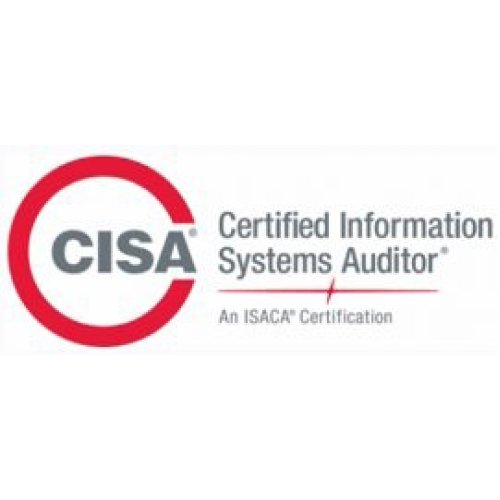 CISA®
Certified Information
Systems Auditor®
An ISACA® Certification